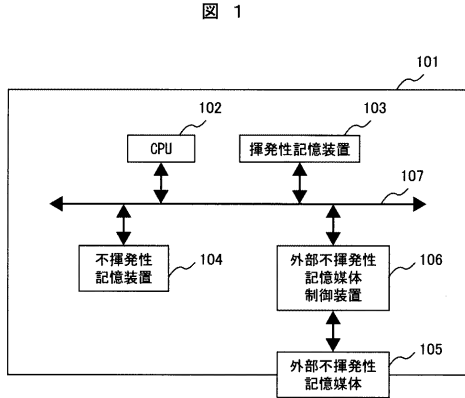 図 1
101
102
103
CPU
揮発性記憶装置
107
不揮発性
記憶装置
104
外部不揮発性
記憶媒体
制御装置
106
105
外部不揮発性
記憶媒体